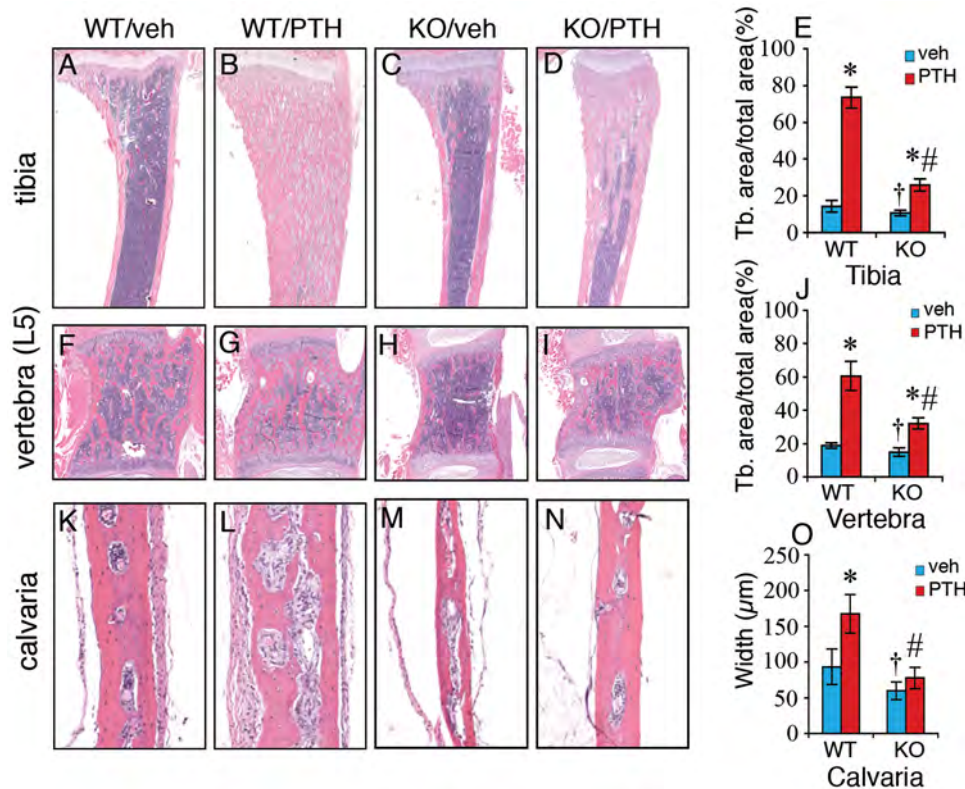 WT/veh WT/PTH KO/veh KO/PTH
tibia
A B C D
E
Tb. area/total area(%)
100
80
60
40
20
0
veh
PTH
*
†
*#
WT KO
Tibia
vertebra (L5)
F G H I
J
Tb. area/total area(%)
100
80
60
40
20
0
veh
PTH
*
†
*#
WT KO
Vertebra
calvaria
K L M N
O
Width (µm)
250
200
150
100
50
0
veh
PTH
*
†
#
WT KO
Calvaria